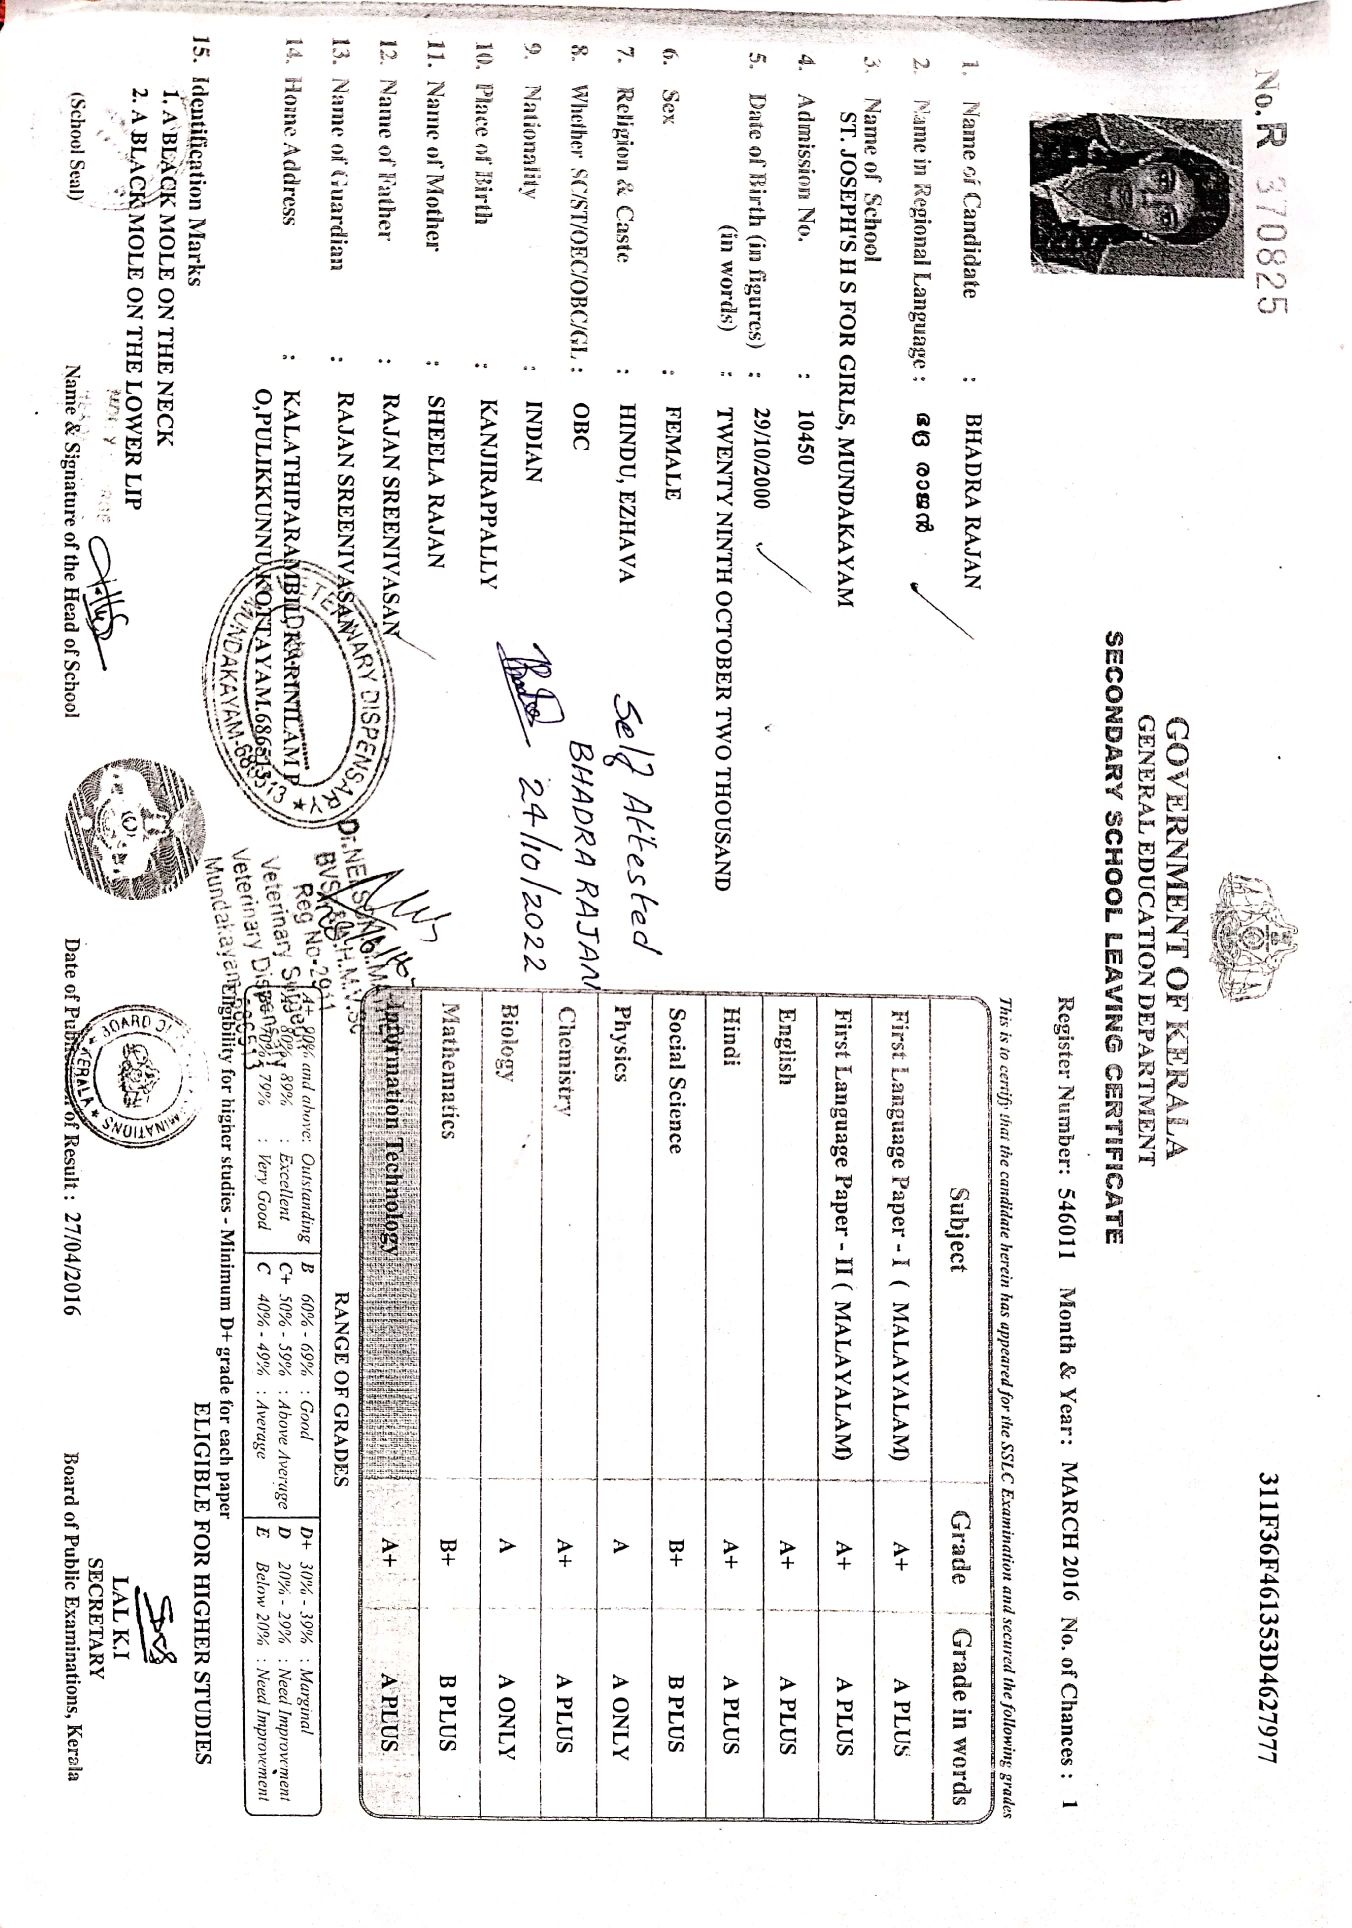 No. R 370825
311F36F461353D4627977
GOVERNMENT OF KERALA
GENERAL EDUCATION DEPARTMENT
SECONDARY SCHOOL LEAVING CERTIFICATE
Register Number: 546011 Month & Year: MARCH 2016 No. of Chances : 1
1. Name of Candidate : BHADRA RAJAN
2. Name in Regional Language : ഭദ്ര രാജൻ
3. Name of School
ST. JOSEPH'S H S FOR GIRLS, MUNDAKAYAM
4. Admission No. : 10450
5. Date of Birth (in figures) : 29/10/2000
(in words) : TWENTY NINTH OCTOBER TWO THOUSAND
6. Sex : FEMALE
7. Religion & Caste : HINDU, EZHAVA
8. Whether SC/ST/OEC/OBC/GL : OBC
9. Nationality : INDIAN
10. Place of Birth : KANJIRAPPALLY
11. Name of Mother : SHEELA RAJAN
12. Name of Father : RAJAN SREENIVASAN
13. Name of Guardian : RAJAN SREENIVASAN
14. Home Address : KALATHIPARAMBIL, KARINILAM P
O,PULIKKUNNU,KOTTAYAM.686513
15. Identification Marks
1. A BLACK MOLE ON THE NECK
2. A BLACK MOLE ON THE LOWER LIP
(School Seal)
Name & Signature of the Head of School
Self Attested
BHADRA RAJAN
24/10/2022
VETERINARY DISPENSARY
MUNDAKAYAM-686513
Reg No-2911
Veterinary Surgeon
Veterinary Dispensary
Mundakayam-686513
This is to certify that the candidate herein has appeared for the SSLC Examination and secured the following grades
Subject Grade Grade in words
First Language Paper - I ( MALAYALAM) A+ A PLUS
First Language Paper - II ( MALAYALAM) A+ A PLUS
English A+ A PLUS
Hindi A+ A PLUS
Social Science B+ B PLUS
Physics A A ONLY
Chemistry A+ A PLUS
Biology A A ONLY
Mathematics B+ B PLUS
Information Technology A+ A PLUS
RANGE OF GRADES
A+ 90% and above: Outstanding B 60% - 69% : Good D+ 30% - 39% : Marginal
80% - 89% : Excellent C+ 50% - 59% : Above Average D 20% - 29% : Need Improvement
70% - 79% : Very Good C 40% - 49% : Average E Below 20% : Need Improvement
Eligibility for higher studies - Minimum D+ grade for each paper
ELIGIBLE FOR HIGHER STUDIES
BOARD OF EXAMINATIONS
KERALA
Date of Publication of Result : 27/04/2016
LAL K.I
SECRETARY
Board of Public Examinations, Kerala